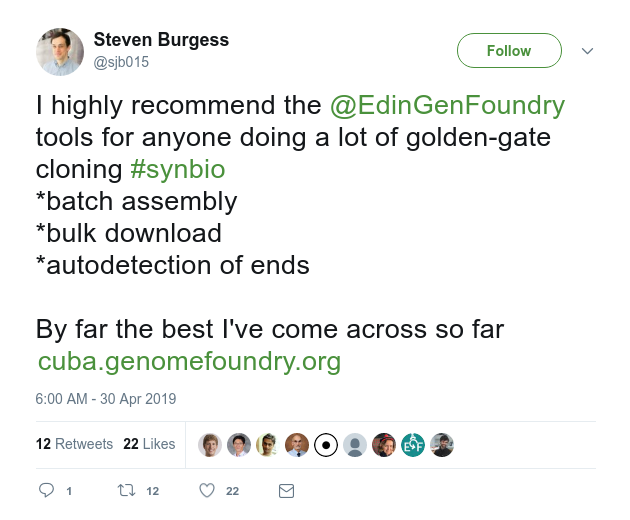 Steven Burgess
@sjb015
Follow
I highly recommend the @EdinGenFoundry
tools for anyone doing a lot of golden-gate
cloning #synbio
*batch assembly
*bulk download
*autodetection of ends
By far the best I've come across so far
cuba.genomefoundry.org
6:00 AM - 30 Apr 2019
12 Retweets 22 Likes
1 12 22